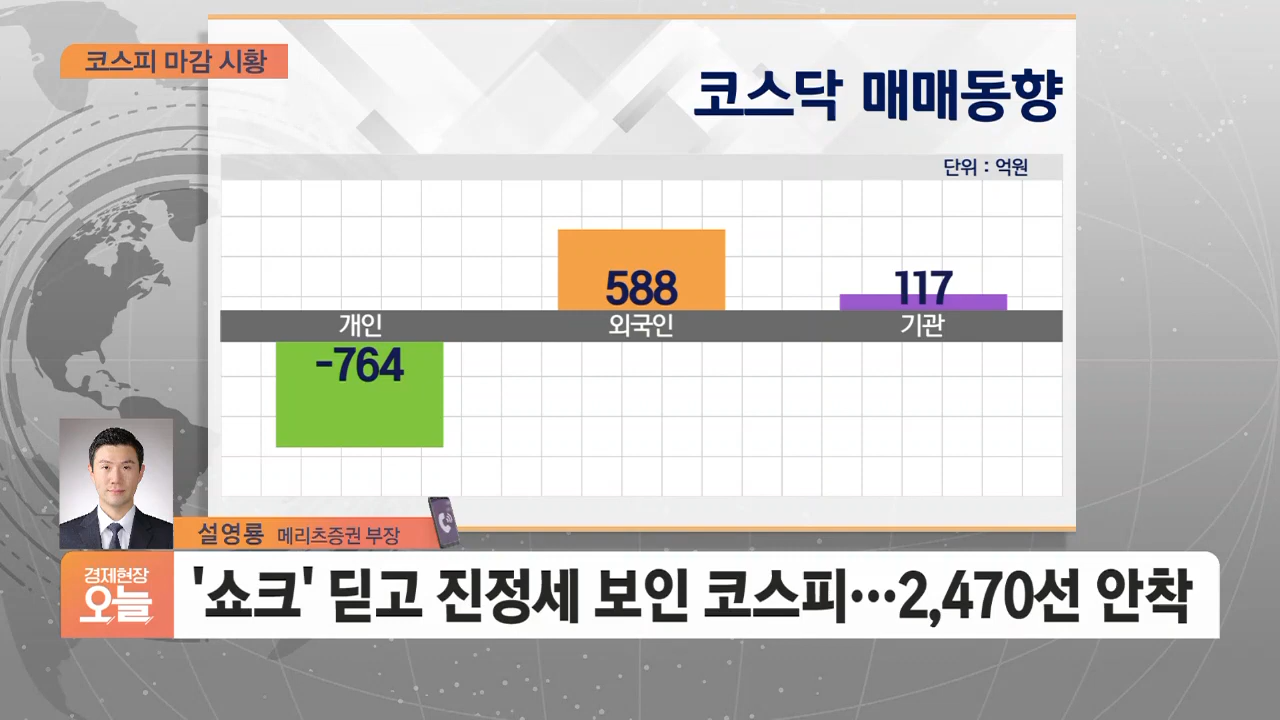 코스피 마감 시황
코스닥 매매동향
단위 : 억원
588
117
개인
외국인
기관
-764
설영룡 메리츠증권 부장
경제현장
오늘
'쇼크' 딛고 진정세 보인 코스피…2,470선 안착